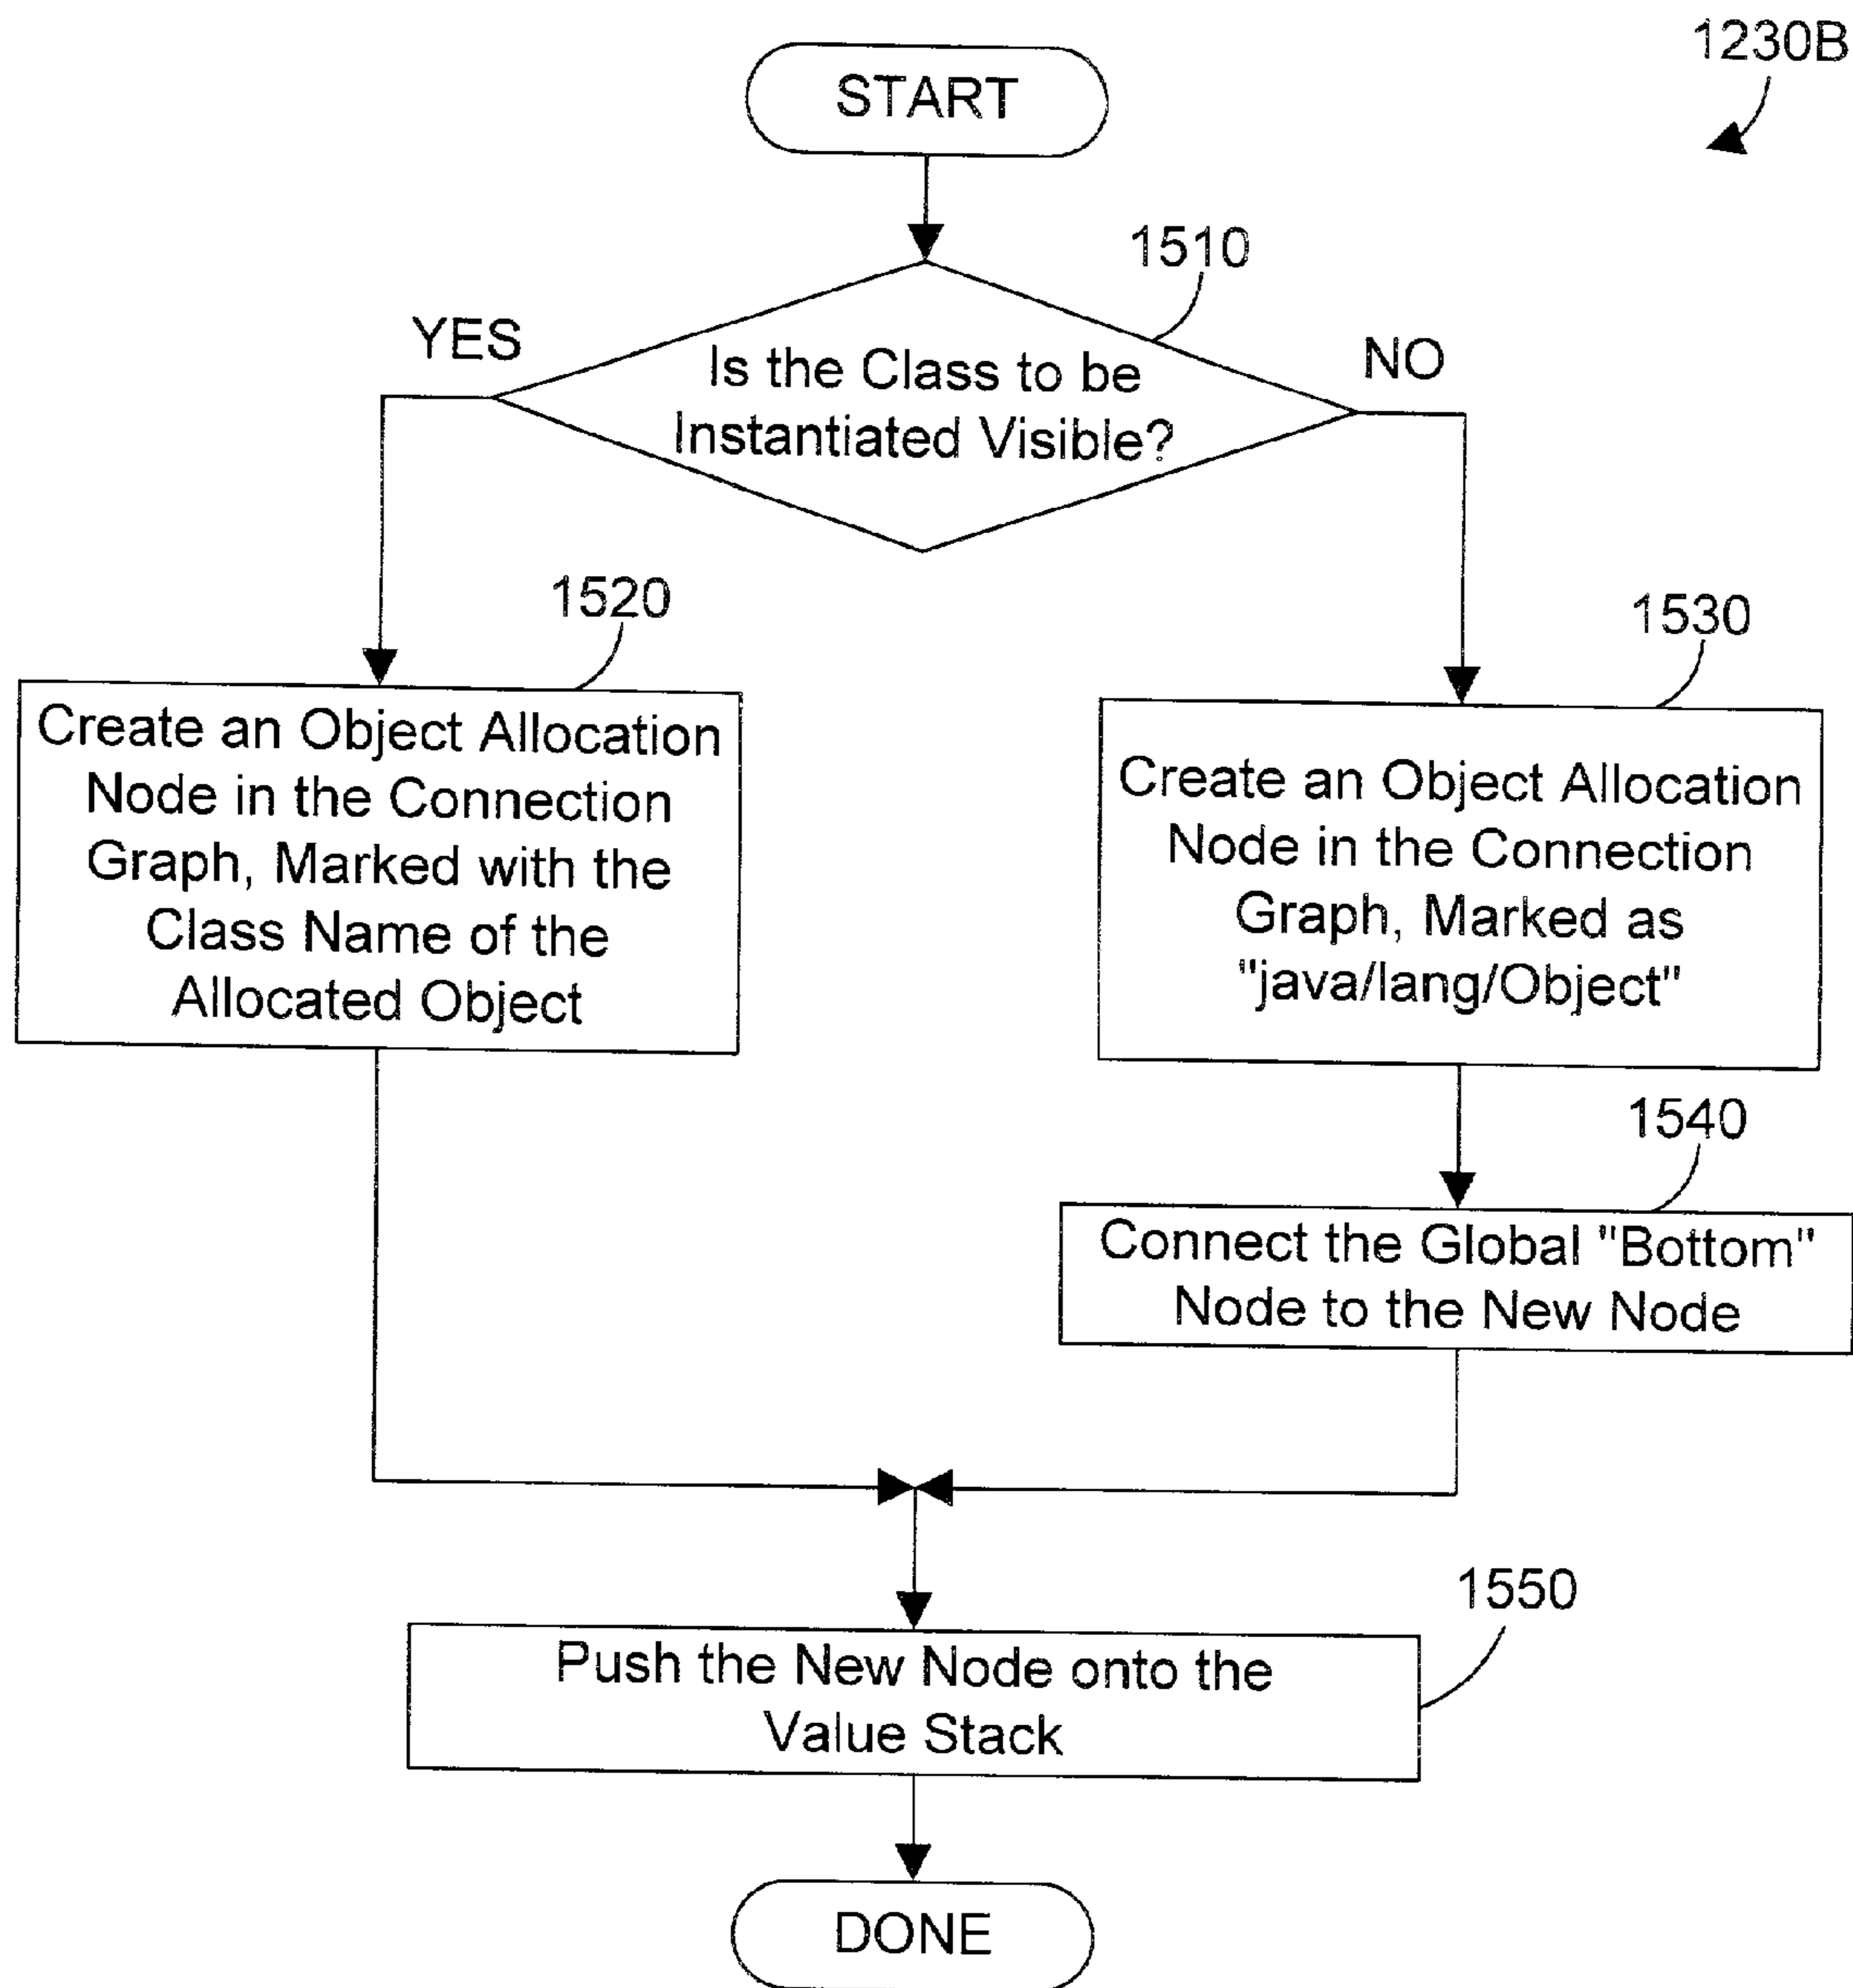 1230B
START
1510
YES
NO
Is the Class to be
Instantiated Visible?
1520
1530
Create an Object Allocation
Node in the Connection
Graph, Marked with the
Class Name of the
Allocated Object
Create an Object Allocation
Node in the Connection
Graph, Marked as
"java/lang/Object"
1540
Connect the Global "Bottom"
Node to the New Node
1550
Push the New Node onto the
Value Stack
DONE